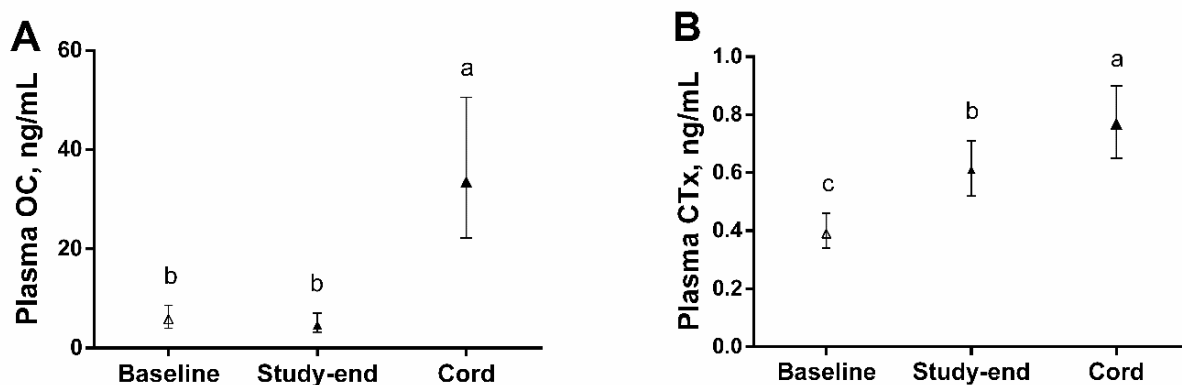 A
Plasma OC, ng/mL
60
40
20
0
a
b
b
Baseline Study-end Cord
B
Plasma CTx, ng/mL
1.0
0.8
0.6
0.4
0.2
0.0
a
b
c
Baseline Study-end Cord